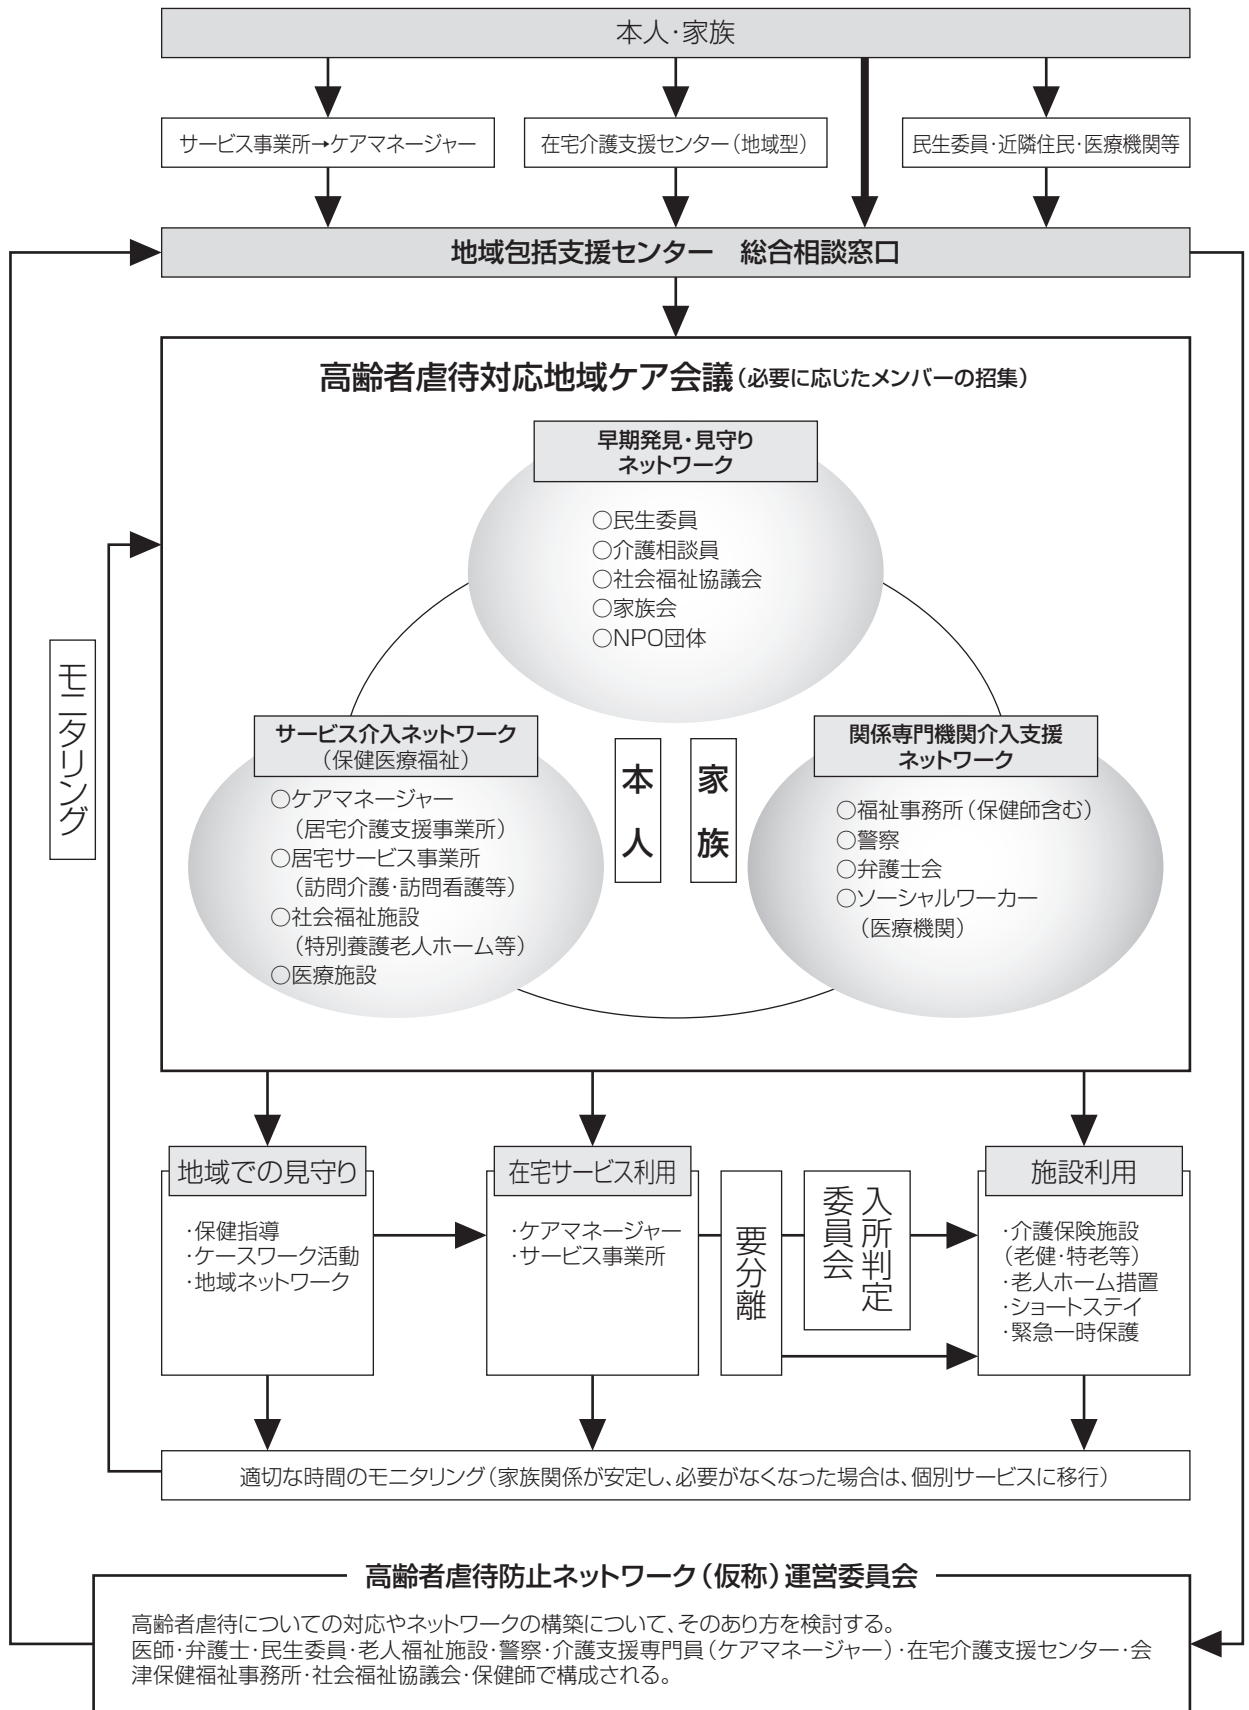 本人・家族
サービス事業所→ケアマネージャー
在宅介護支援センター（地域型）
民生委員・近隣住民・医療機関等
地域包括支援センター　総合相談窓口
高齢者虐待対応地域ケア会議（必要に応じたメンバーの招集）
早期発見・見守り
ネットワーク
○民生委員
○介護相談員
○社会福祉協議会
○家族会
○NPO団体
モニタリング
サービス介入ネットワーク
（保健医療福祉）
○ケアマネージャー
（居宅介護支援事業所）
○居宅サービス事業所
（訪問介護・訪問看護等）
○社会福祉施設
（特別養護老人ホーム等）
○医療施設
本人
家族
関係専門機関介入支援
ネットワーク
○福祉事務所（保健師含む）
○警察
○弁護士会
○ソーシャルワーカー
（医療機関）
地域での見守り
・保健指導
・ケースワーク活動
・地域ネットワーク
在宅サービス利用
・ケアマネージャー
・サービス事業所
要分離
入所判定
委員会
施設利用
・介護保険施設
（老健・特老等）
・老人ホーム措置
・ショートステイ
・緊急一時保護
適切な時間のモニタリング（家族関係が安定し、必要がなくなった場合は、個別サービスに移行）
高齢者虐待防止ネットワーク（仮称）運営委員会
高齢者虐待についての対応やネットワークの構築について、そのあり方を検討する。
医師・弁護士・民生委員・老人福祉施設・警察・介護支援専門員（ケアマネージャー）・在宅介護支援センター・会
津保健福祉事務所・社会福祉協議会・保健師で構成される。